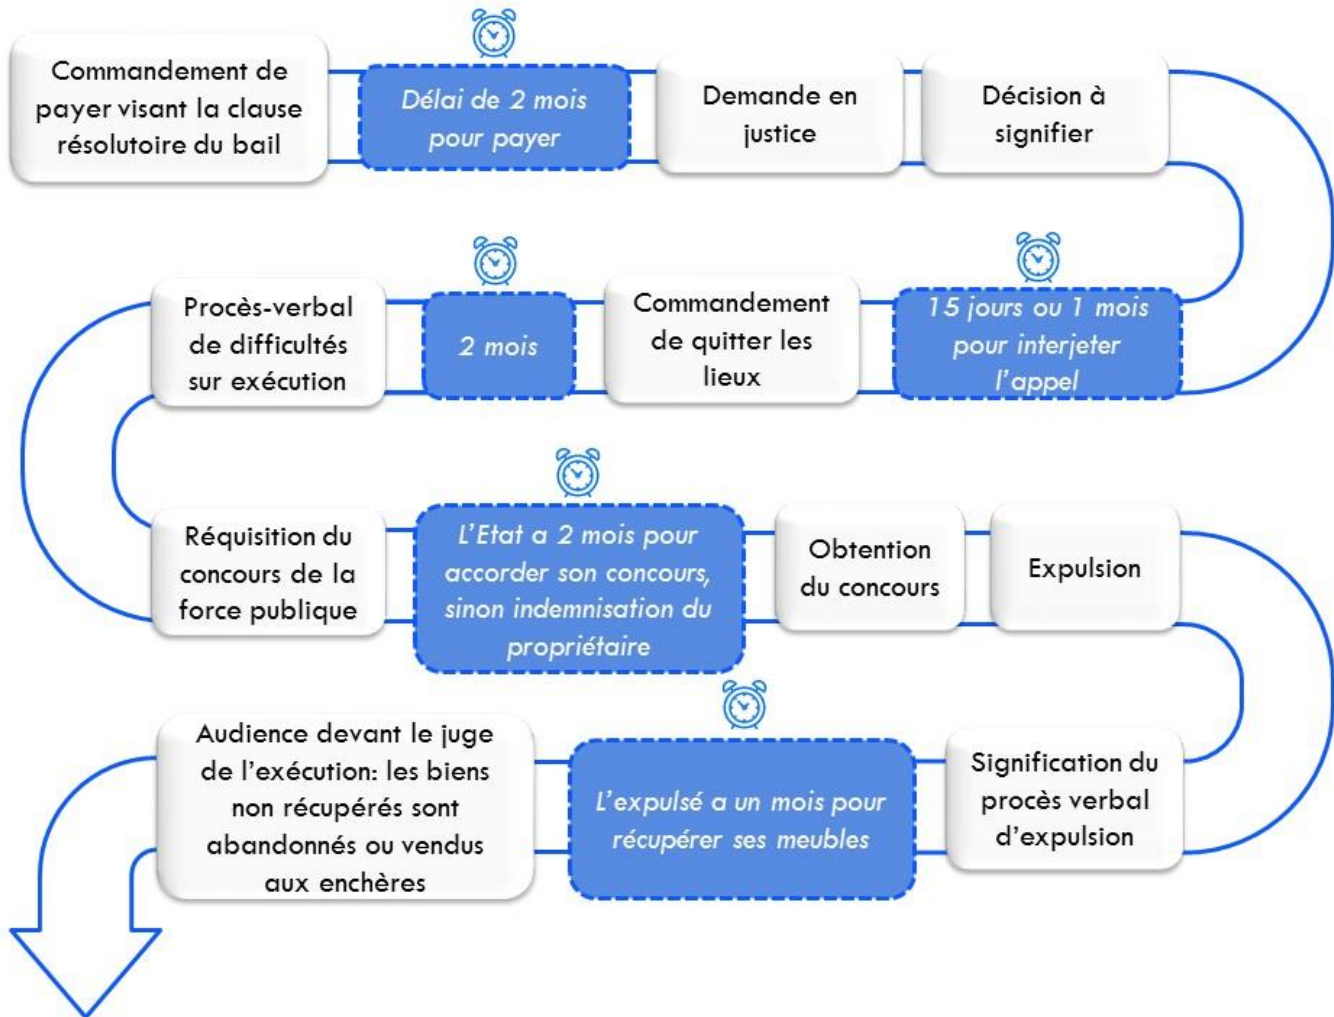 Commandement de
payer visant la clause
résolutoire du bail
Délai de 2 mois
pour payer
Demande en
justice
Décision à
signifier
15 jours ou 1 mois
pour interjeter
l'appel
Commandement
de quitter les
lieux
2 mois
Procès-verbal
de difficultés
sur exécution
Réquisition du
concours de la
force publique
L'Etat a 2 mois pour
accorder son concours,
sinon indemnisation du
propriétaire
Obtention
du concours
Expulsion
Signification du
procès verbal
d'expulsion
L'expulsé a un mois pour
récupérer ses meubles
Audience devant le juge
de l'exécution: les biens
non récupérés sont
abandonnés ou vendus
aux enchères